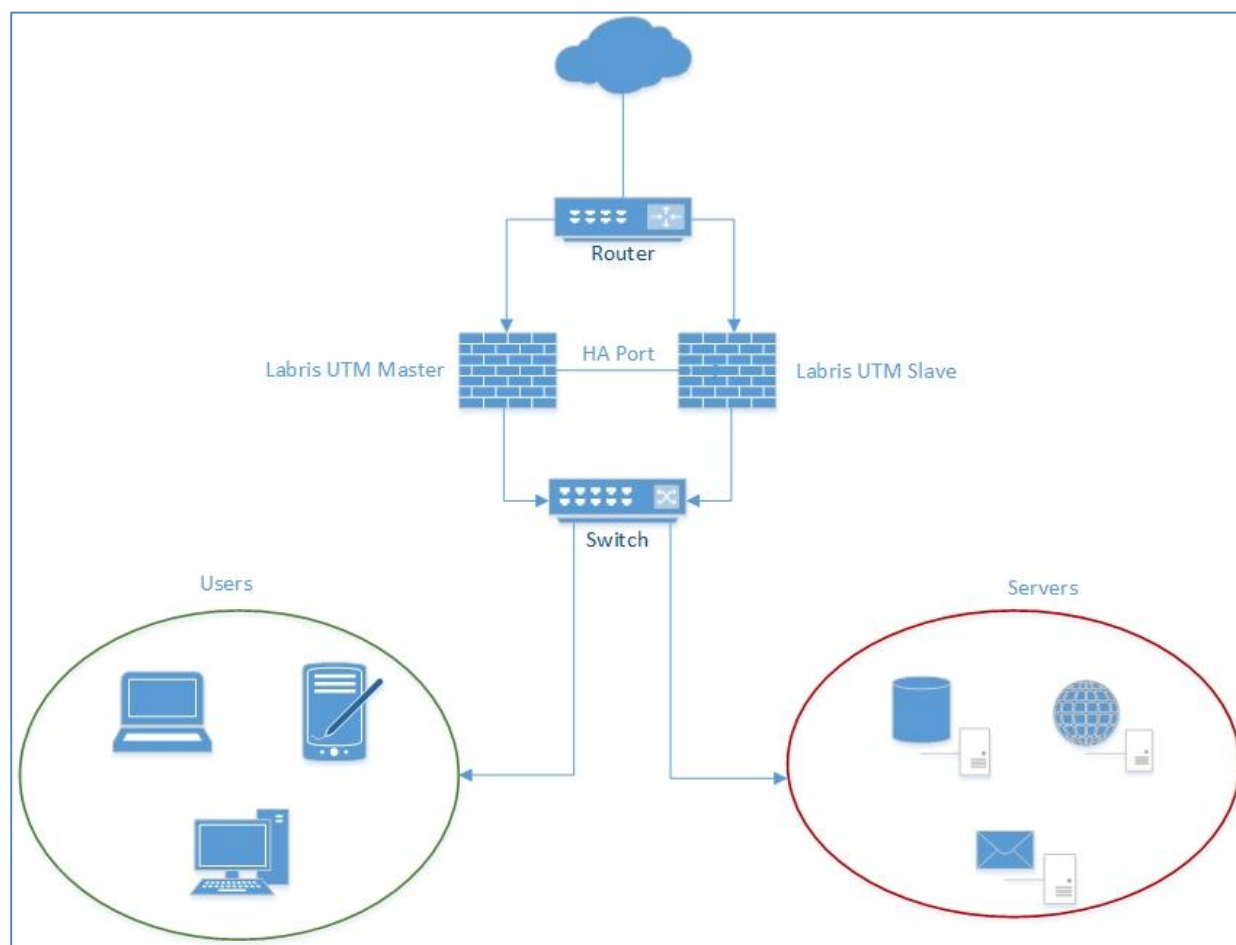 Router
HA Port
Labris UTM Master
Labris UTM Slave
Switch
Users
Servers